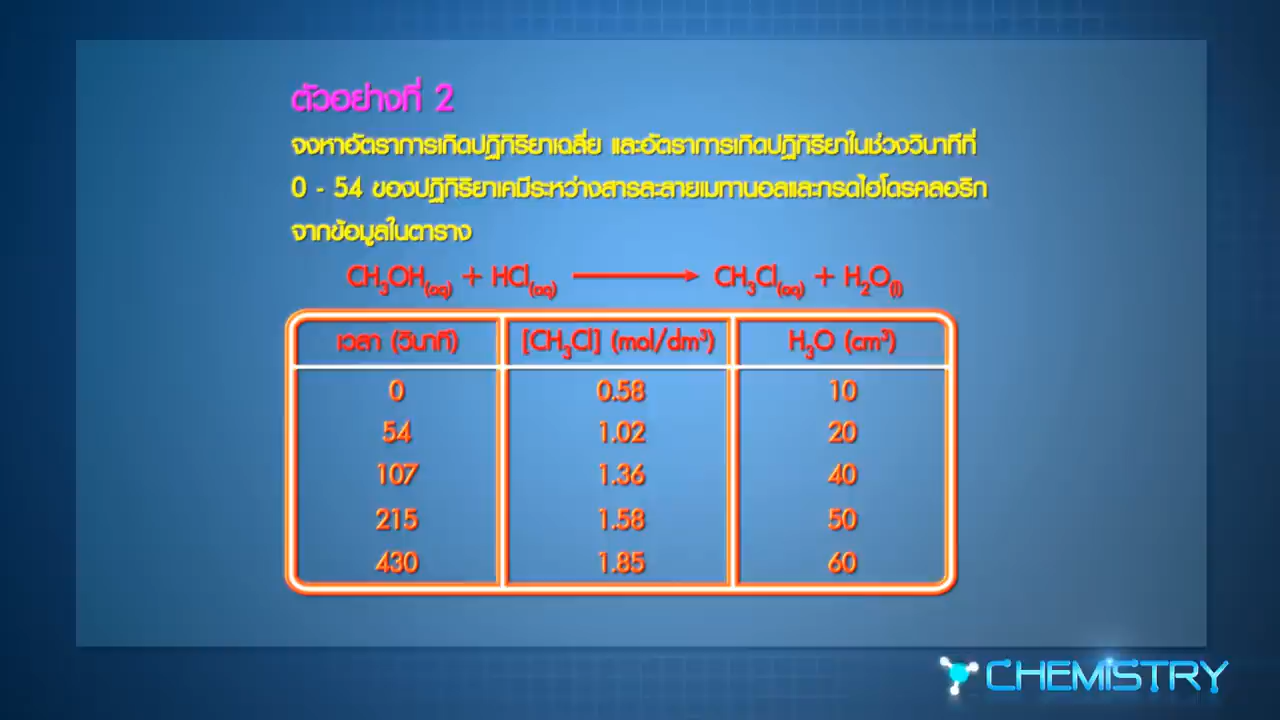 ตัวอย่างที่ 2
จงหาอัตราการเกิดปฏิกิริยาเฉลี่ย และอัตราการเกิดปฏิกิริยาในช่วงวินาทีที่
0 - 54 ของปฏิกิริยาเคมีระหว่างสารละลายเมทานอลและกรดไฮโดรคลอริก
จากข้อมูลในตาราง
CH₃OH(aq) + HCl(aq) ⟶ CH₃Cl(aq) + H₂O(l)
เวลา (วินาที) [CH₃Cl] (mol/dm³) H₃O (cm³)
0 0.58 10
54 1.02 20
107 1.36 40
215 1.58 50
430 1.85 60
CHEMISTRY